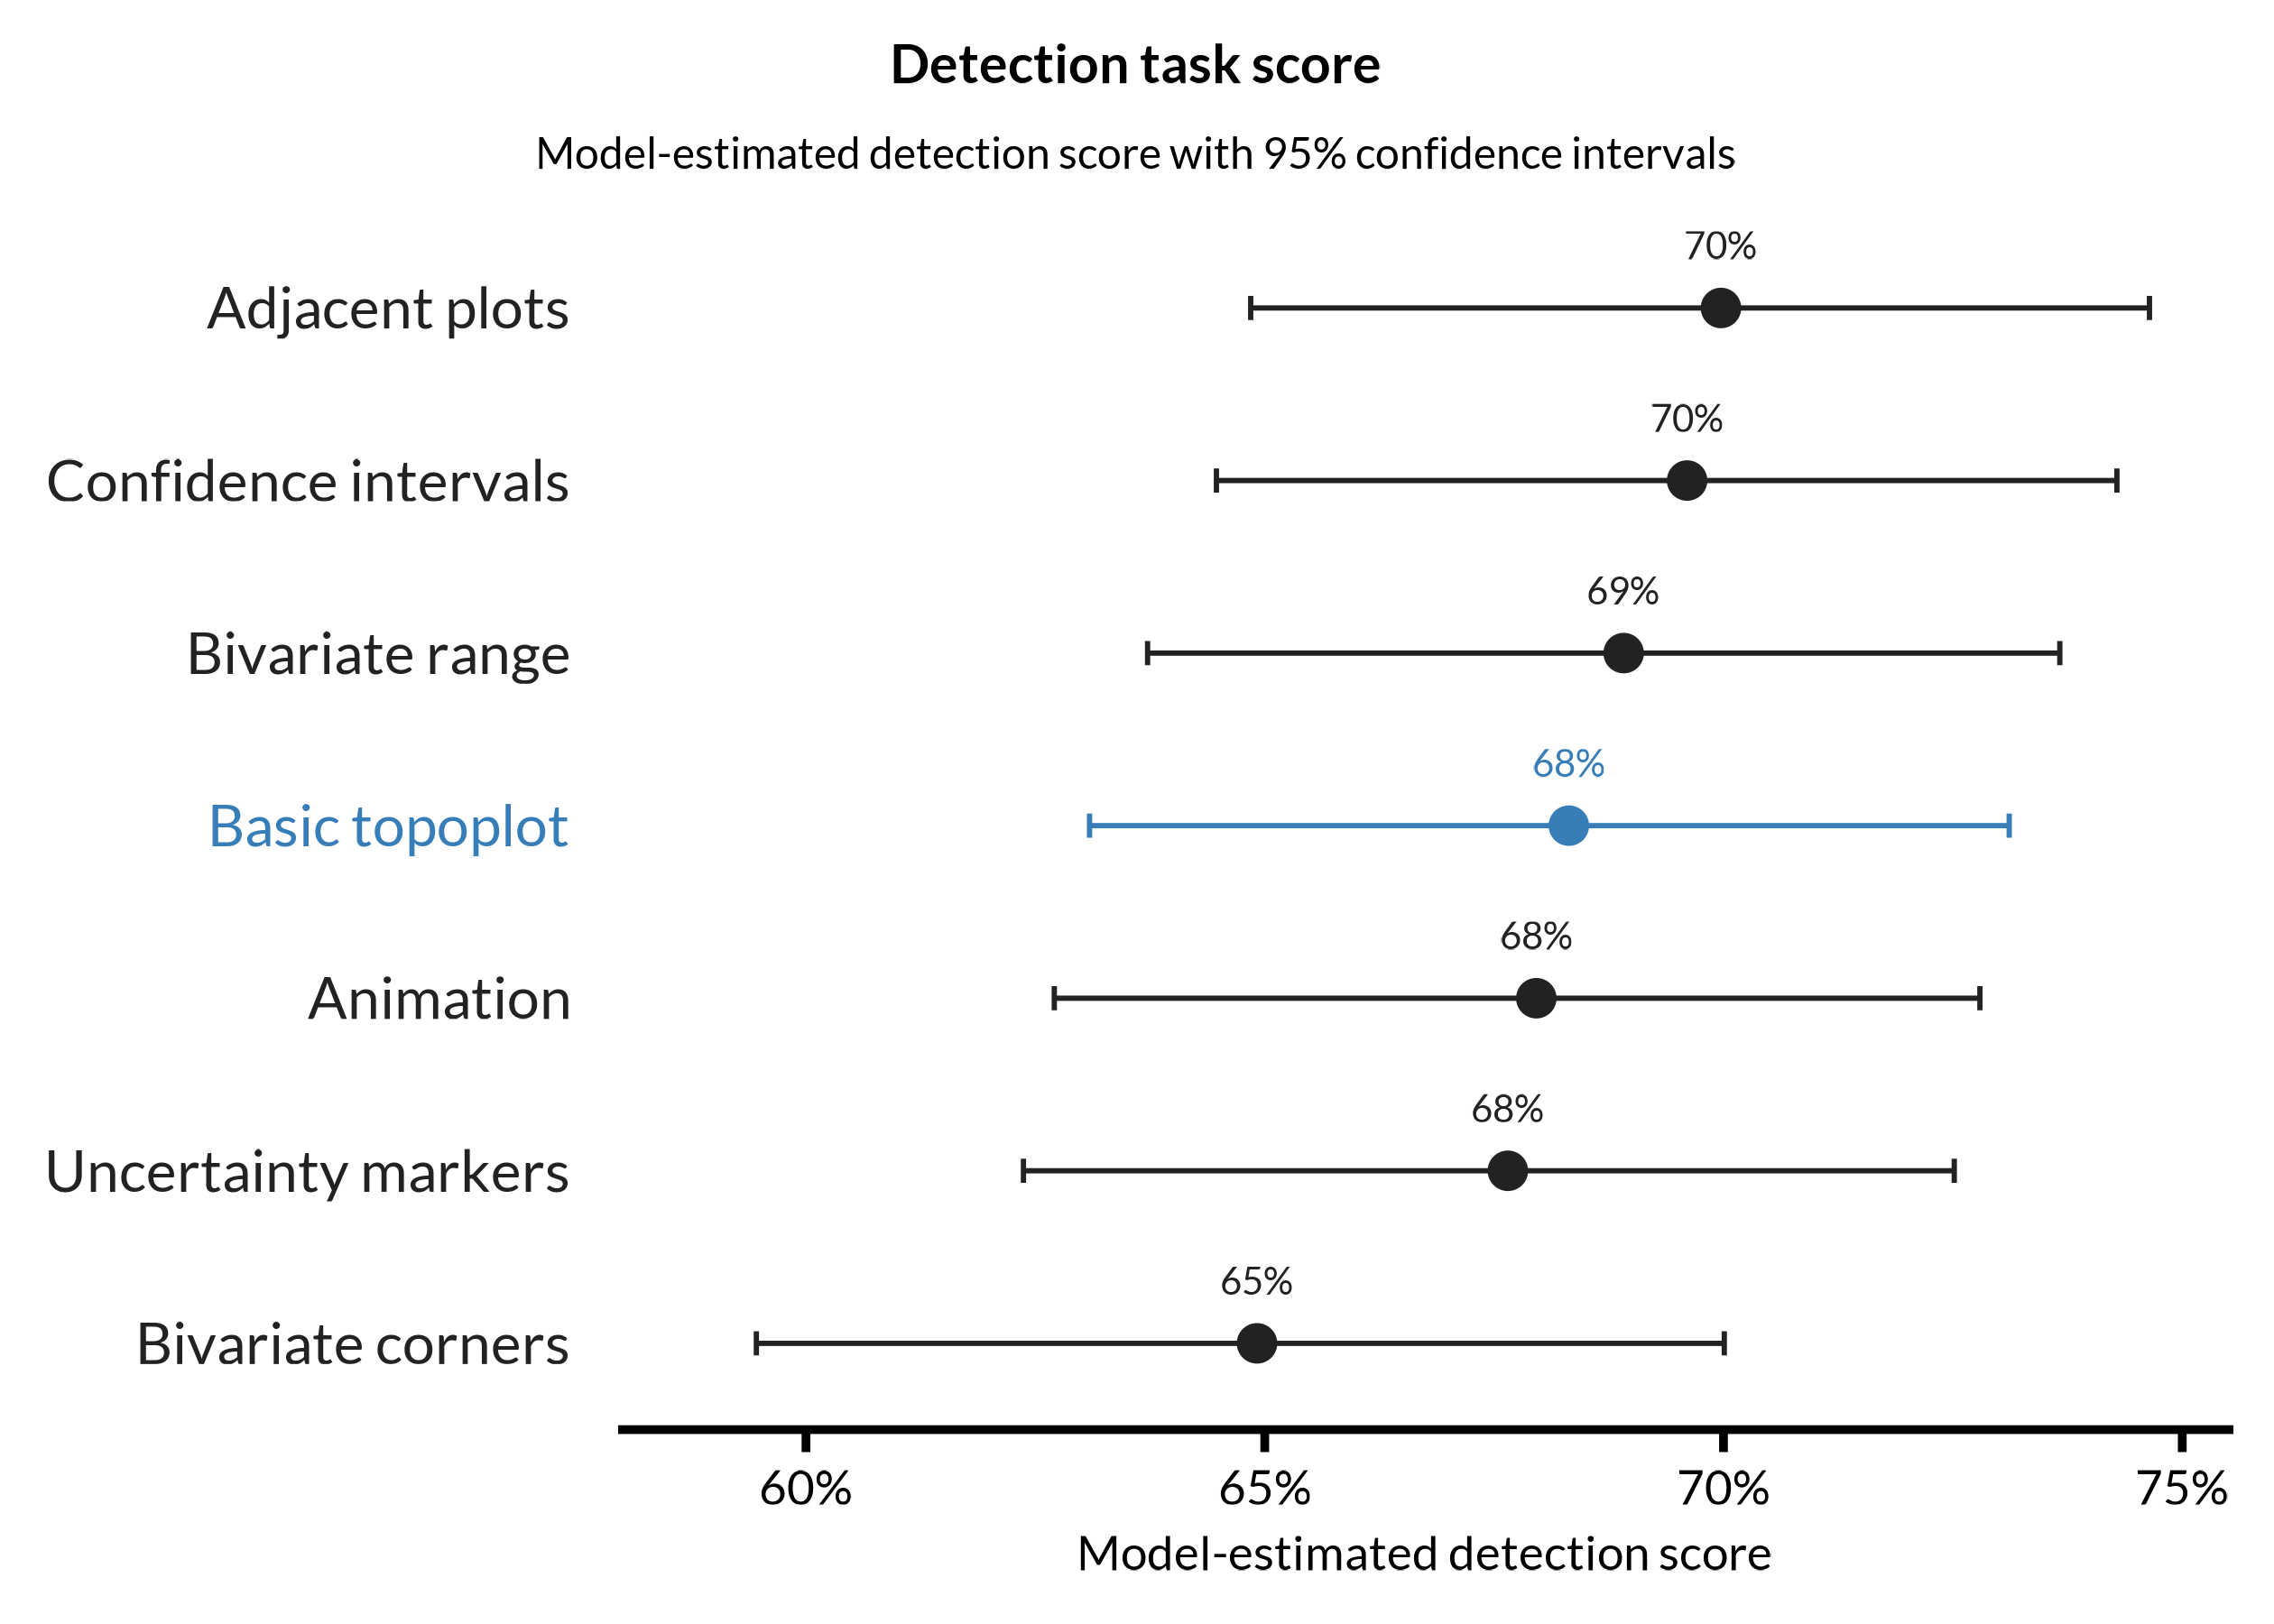 Detection task score
Model-estimated detection score with 95% confidence intervals
70%
Adjacent plots
70%
Confidence intervals
69%
Bivariate range
68%
Basic topoplot
68%
Animation
68%
Uncertainty markers
65%
Bivariate corners
60% 65% 70% 75%
Model-estimated detection score